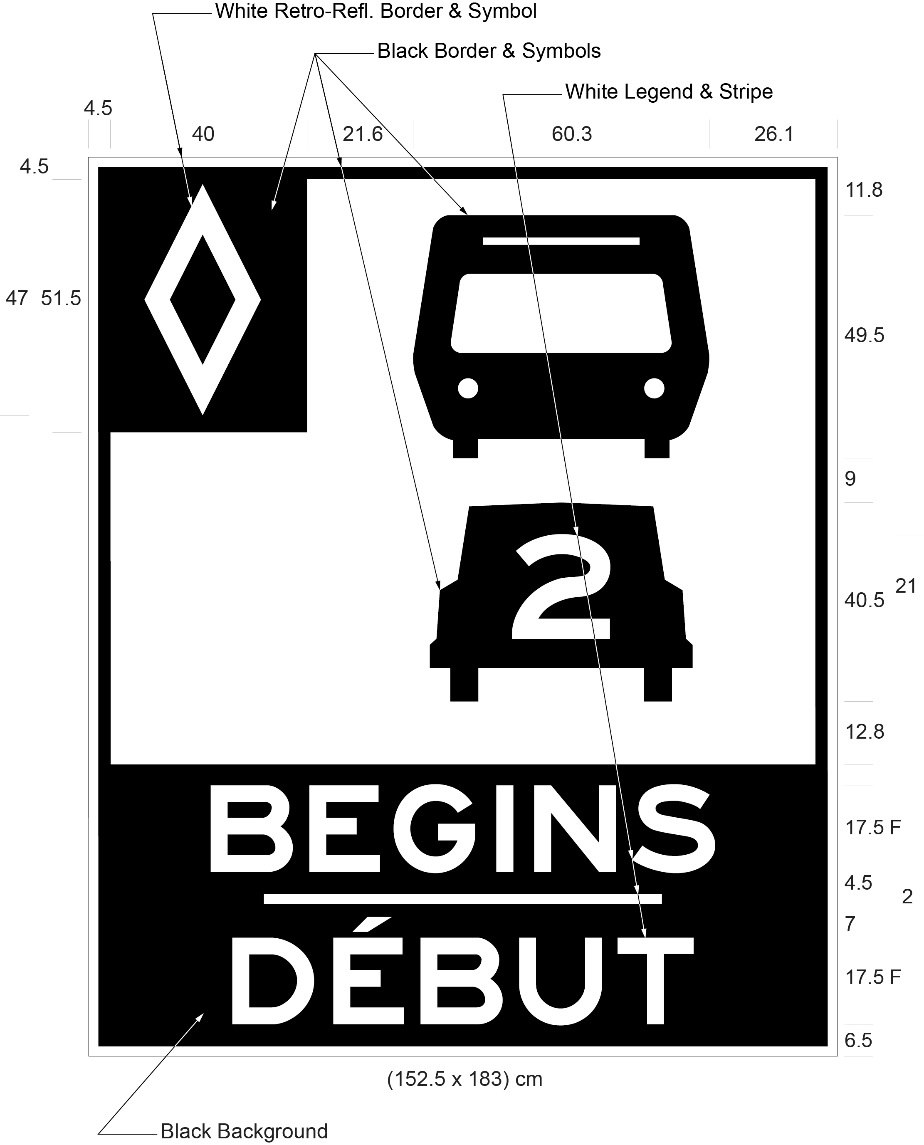 White Retro-Refl. Border & Symbol
Black Border & Symbols
White Legend & Stripe
4.5
40 21.6 60.3 26.1
4.5
11.8
47 51.5
49.5
9
2
40.5 21
12.8
BEGINS
17.5 F
4.5
2
7
DÉBUT
17.5 F
6.5
(152.5 x 183) cm
Black Background